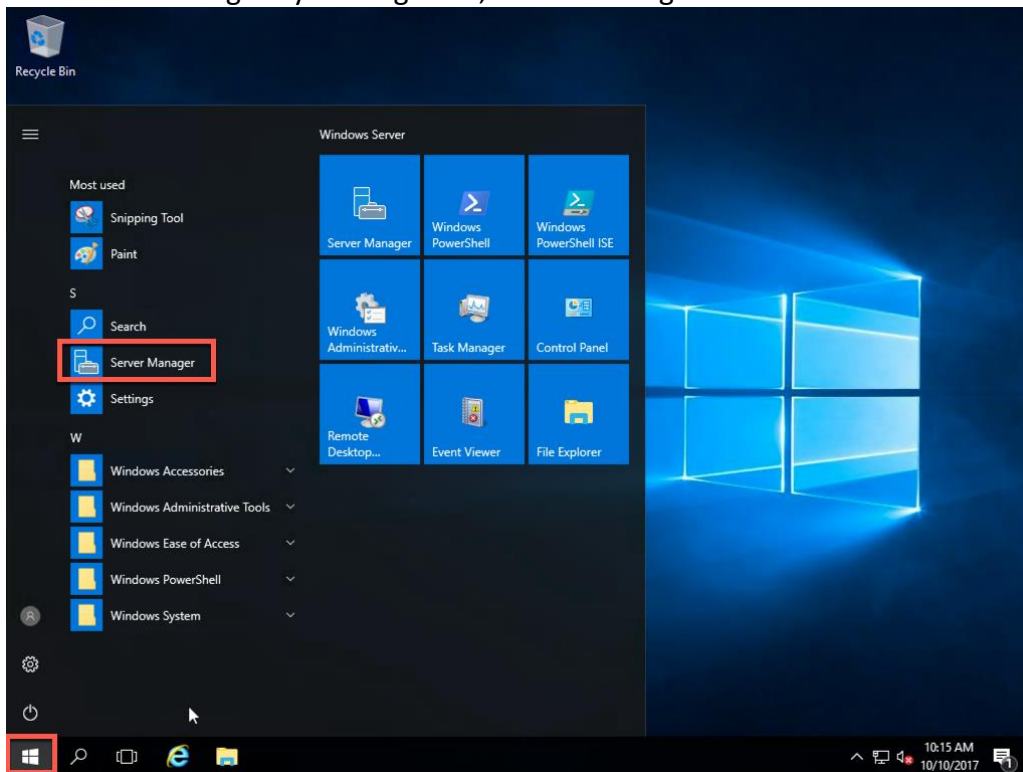 Recycle Bin
Windows Server
Most used
Snipping Tool
Paint
S
Search
Server Manager
Settings
W
Windows Accessories
Windows Administrative Tools
Windows Ease of Access
Windows PowerShell
Windows System
Server Manager
Windows
PowerShell
Windows
PowerShell ISE
Windows
Administrativ...
Task Manager
Control Panel
Remote
Desktop...
Event Viewer
File Explorer
10:15 AM
10/10/2017
1